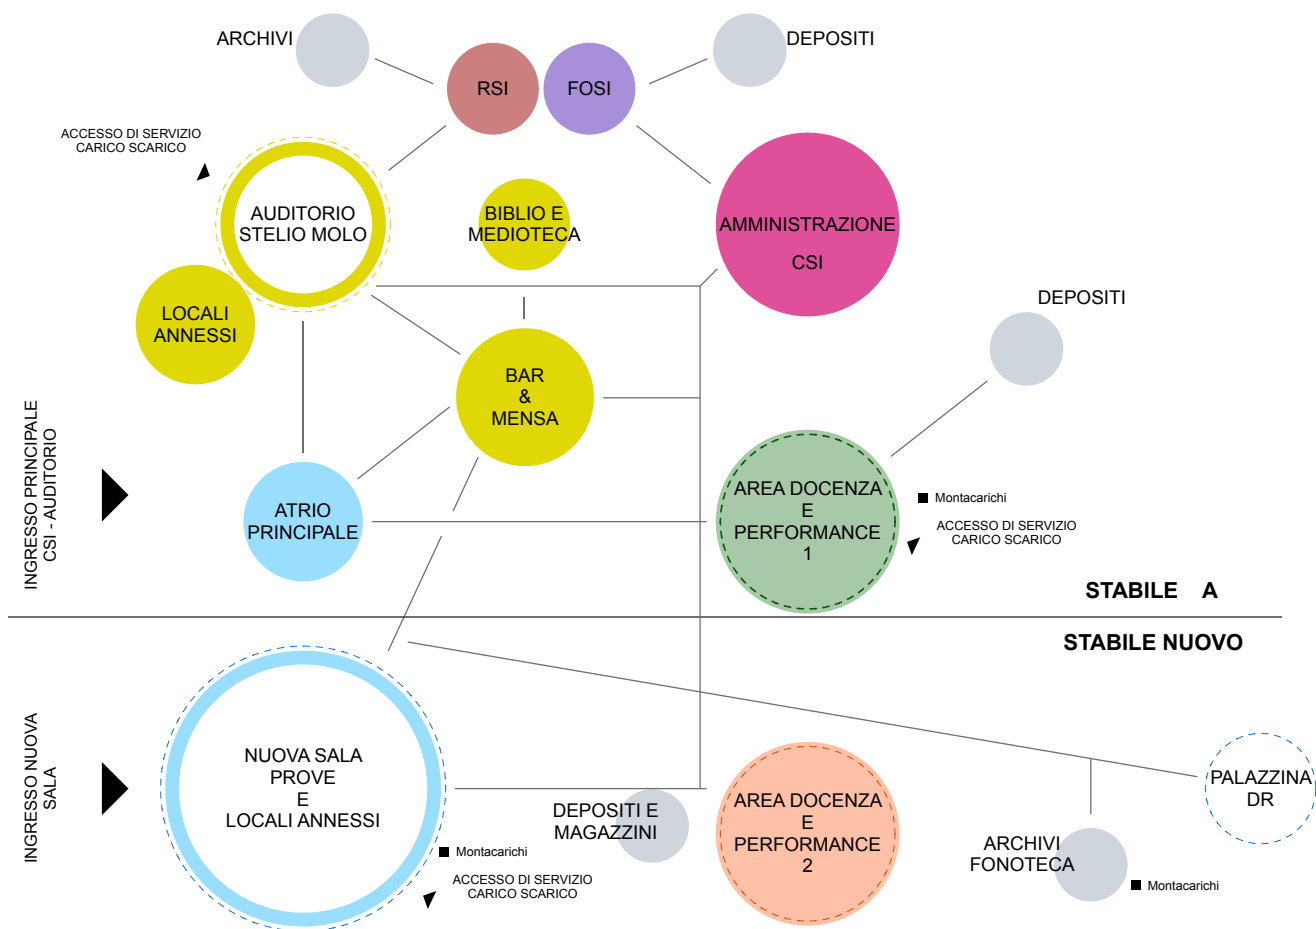 ARCHIVI
RSI
FOSI
DEPOSITI
ACCESSO DI SERVIZIO
CARICO SCARICO
AUDITORIO
STELIO MOLO
BIBLIO E
MEDIOTECA
AMMINISTRAZIONE
CSI
LOCALI
ANNESSI
DEPOSITI
BAR
&
MENSA
INGRESSO PRINCIPALE
CSI - AUDITORIO
ATRIO
PRINCIPALE
AREA DOCENZA
E
PERFORMANCE
1
Montacarichi
ACCESSO DI SERVIZIO
CARICO SCARICO
STABILE A
STABILE NUOVO
INGRESSO NUOVA
SALA
NUOVA SALA
PROVE
E
LOCALI ANNESSI
Montacarichi
ACCESSO DI SERVIZIO
CARICO SCARICO
DEPOSITI E
MAGAZZINI
AREA DOCENZA
E
PERFORMANCE
2
ARCHIVI
FONOTECA
Montacarichi
PALAZZINA
DR